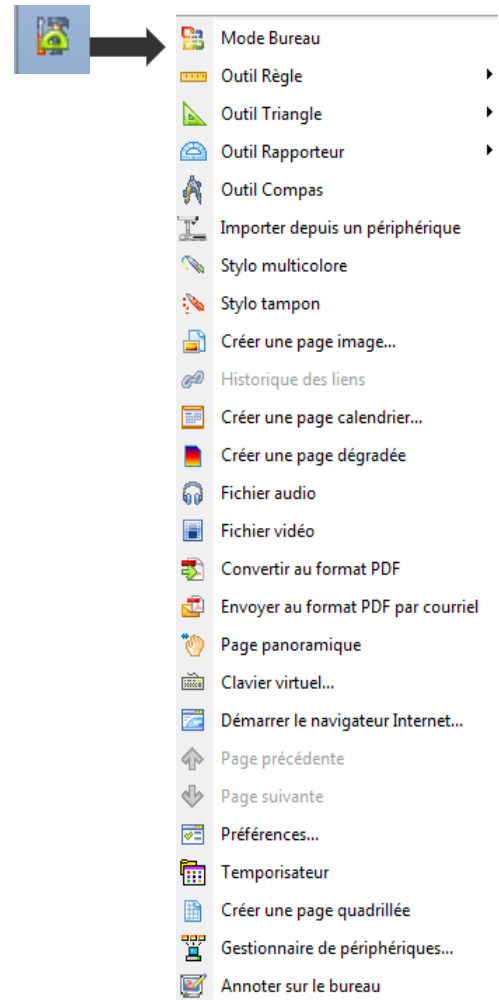 Mode Bureau
Outil Règle
Outil Triangle
Outil Rapporteur
Outil Compas
Importer depuis un périphérique
Stylo multicolore
Stylo tampon
Créer une page image...
Historique des liens
Créer une page calendrier...
Créer une page dégradée
Fichier audio
Fichier vidéo
Convertir au format PDF
Envoyer au format PDF par courriel
Page panoramique
Clavier virtuel...
Démarrer le navigateur Internet...
Page précédente
Page suivante
Préférences...
Temporisateur
Créer une page quadrillée
Gestionnaire de périphériques...
Annoter sur le bureau